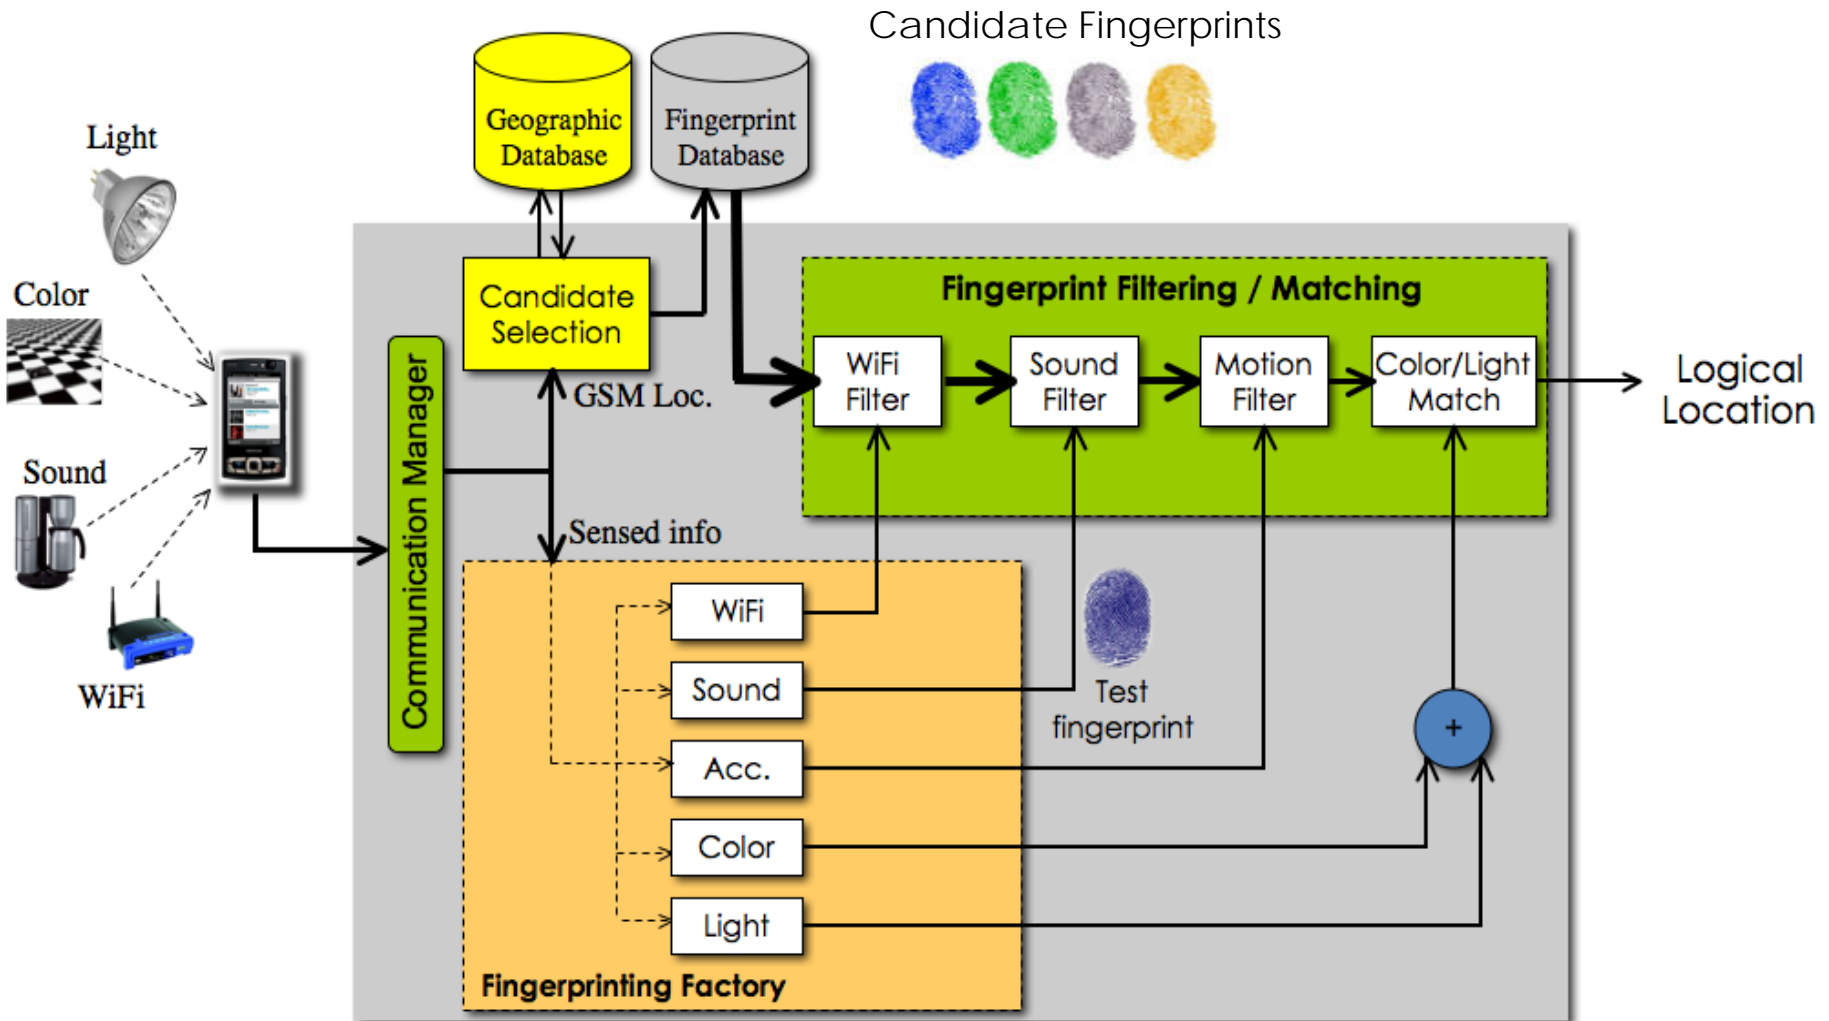 Candidate Fingerprints
Light
Geographic
Database
Fingerprint
Database
Color
Candidate
Selection
Fingerprint Filtering / Matching
WiFi
Filter
Sound
Filter
Motion
Filter
Color/Light
Match
Logical
Location
GSM Loc.
Communication Manager
Sound
Sensed info
WiFi
WiFi
Sound
Acc.
Color
Light
Test
fingerprint
+
Fingerprinting Factory